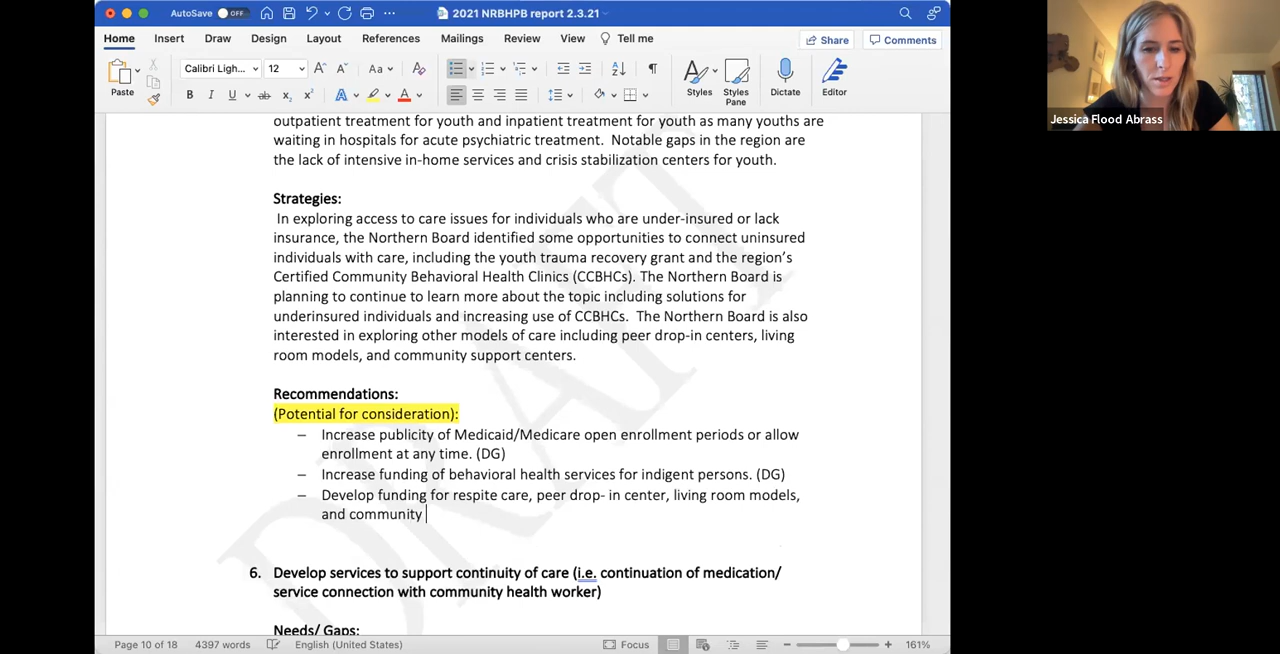 AutoSave OFF 2021 NRBHPB report 2.3.21
Home Insert Draw Design Layout References Mailings Review View Tell me Share Comments
Calibri Ligh... 12 Aa
Paste B I U ab x₂ x² A A Styles Styles Pane Dictate Editor
Jessica Flood Abrass
outpatient treatment for youth and inpatient treatment for youth as many youths are
waiting in hospitals for acute psychiatric treatment. Notable gaps in the region are
the lack of intensive in-home services and crisis stabilization centers for youth.
Strategies:
In exploring access to care issues for individuals who are under-insured or lack
insurance, the Northern Board identified some opportunities to connect uninsured
individuals with care, including the youth trauma recovery grant and the region's
Certified Community Behavioral Health Clinics (CCBHCs). The Northern Board is
planning to continue to learn more about the topic including solutions for
underinsured individuals and increasing use of CCBHCs. The Northern Board is also
interested in exploring other models of care including peer drop-in centers, living
room models, and community support centers.
Recommendations:
(Potential for consideration):
– Increase publicity of Medicaid/Medicare open enrollment periods or allow
enrollment at any time. (DG)
– Increase funding of behavioral health services for indigent persons. (DG)
– Develop funding for respite care, peer drop- in center, living room models,
and community
6. Develop services to support continuity of care (i.e. continuation of medication/
service connection with community health worker)
Needs/ Gaps:
DRAFT
Page 10 of 18 4397 words English (United States) Focus 161%